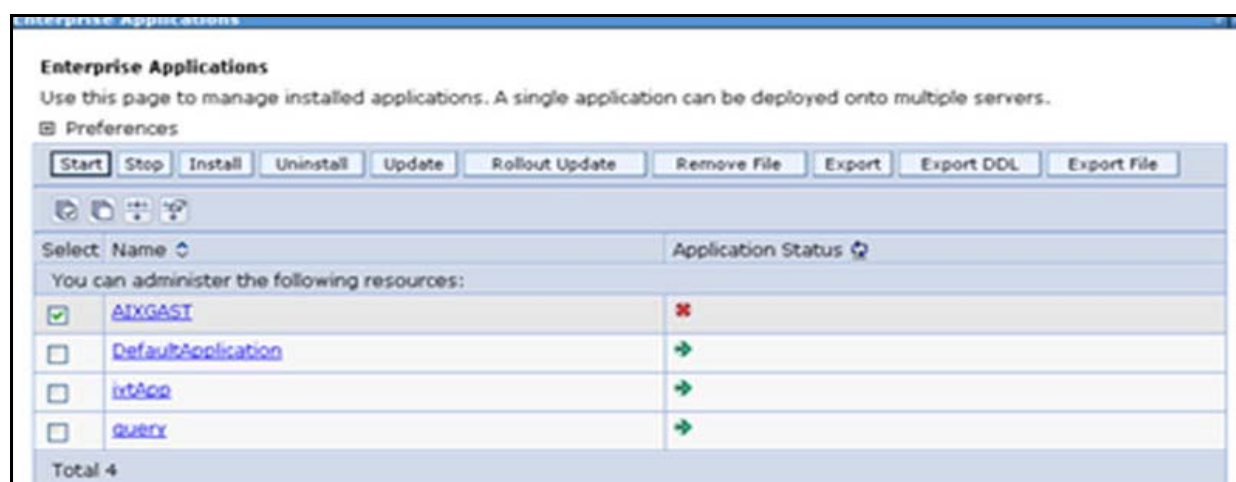 Enterprise Applications
Enterprise Applications
Use this page to manage installed applications. A single application can be deployed onto multiple servers.
Preferences
Start Stop Install Uninstall Update Rollout Update Remove File Export Export DDL Export File
Select Name Application Status
You can administer the following resources:
AIXGAST
DefaultApplication
ivtApp
query
Total 4